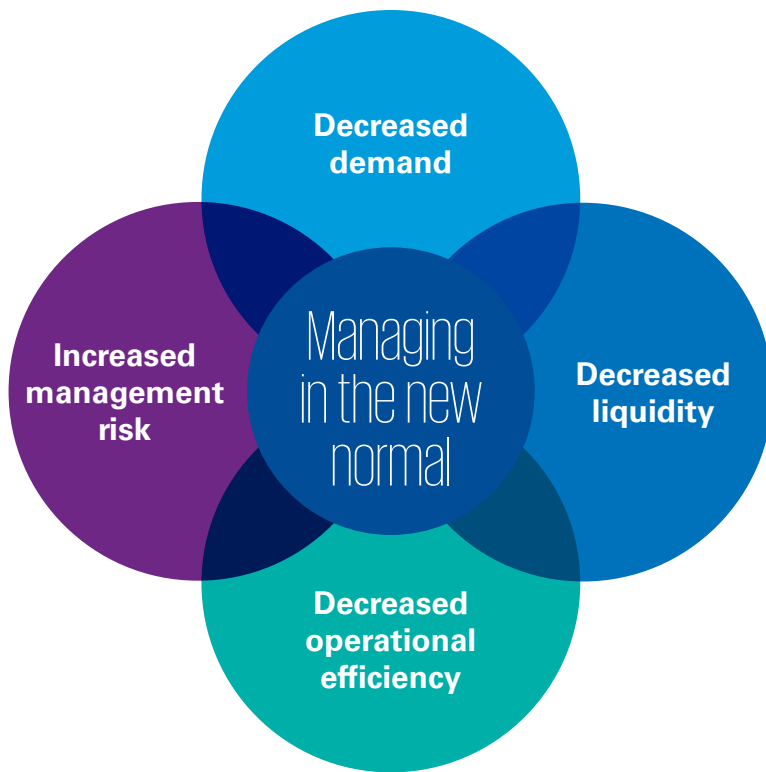 Decreased
demand
Increased
management
risk
Managing
in the new
normal
Decreased
liquidity
Decreased
operational
efficiency